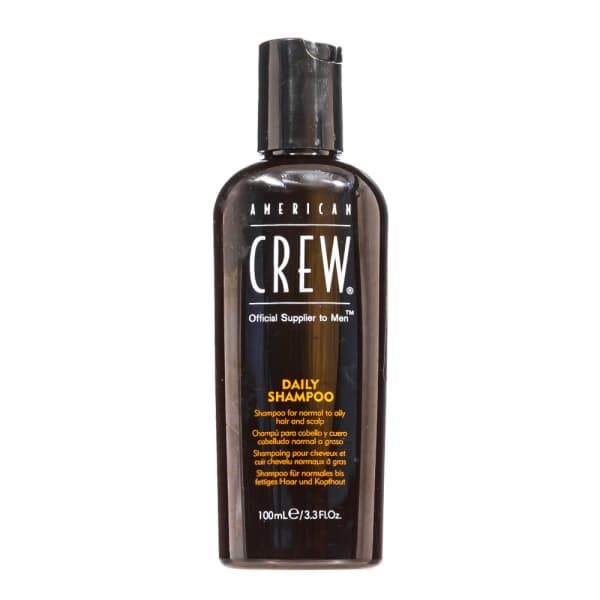 AMERICAN
CREW®
Official Supplier to Men™
DAILY
SHAMPOO
Shampoo for normal to oily
hair and scalp
Champú para cabello y cuero
cabelludo normal a graso
Shampooing pour cheveux et
cuir chevelu normaux à gras
Shampoo für normales bis
fettiges Haar und Kopfhaut
100mL℮/3.3Fl.Oz.